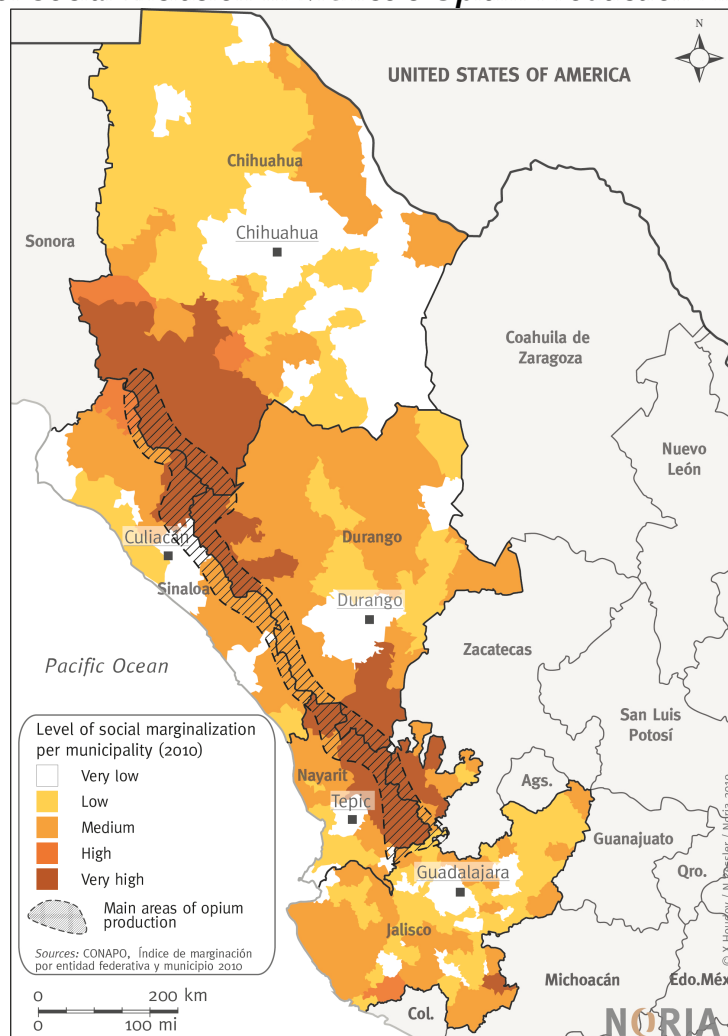 N
UNITED STATES OF AMERICA
Chihuahua
Chihuahua
Sonora
Coahuila de
Zaragoza
Nuevo
León
Culiacán
Durango
Sinaloa
Durango
Zacatecas
Pacific Ocean
San Luis
Potosí
Level of social marginalization
per municipality (2010)
Very low
Low
Medium
High
Very high
Main areas of opium
production
Sources: CONAPO, Índice de marginación
por entidad federativa y municipio 2010
Nayarit
Tepic
Ags.
Guanajuato
Qro.
Guadalajara
Jalisco
Michoacán
Edo.Méx
Col.
0 200 km
0 100 mi
NORIA